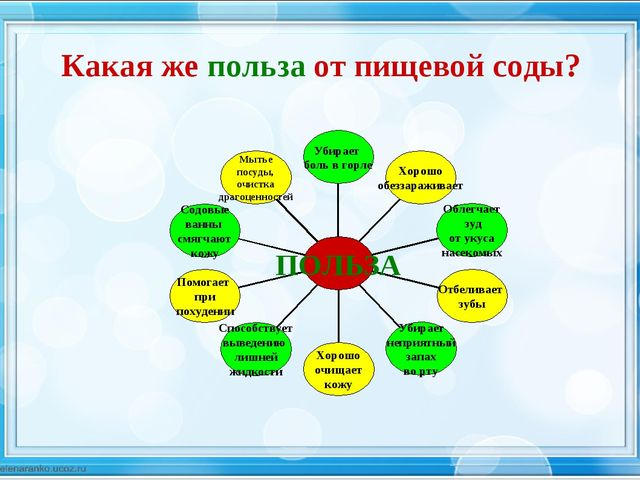 Какая же польза от пищевой соды?
Убирает
боль в горле
Хорошо
обеззараживает
Облегчает
зуд
от укуса
насекомых
Отбеливает
зубы
Убирает
неприятный
запах
во рту
Хорошо
очищает
кожу
Способствует
выведению
лишней
жидкости
Помогает
при
похудении
Содовые
ванны
смягчают
кожу
Мытье
посуды,
очистка
драгоценностей
ПОЛЬЗА
elenaranko.ucoz.ru